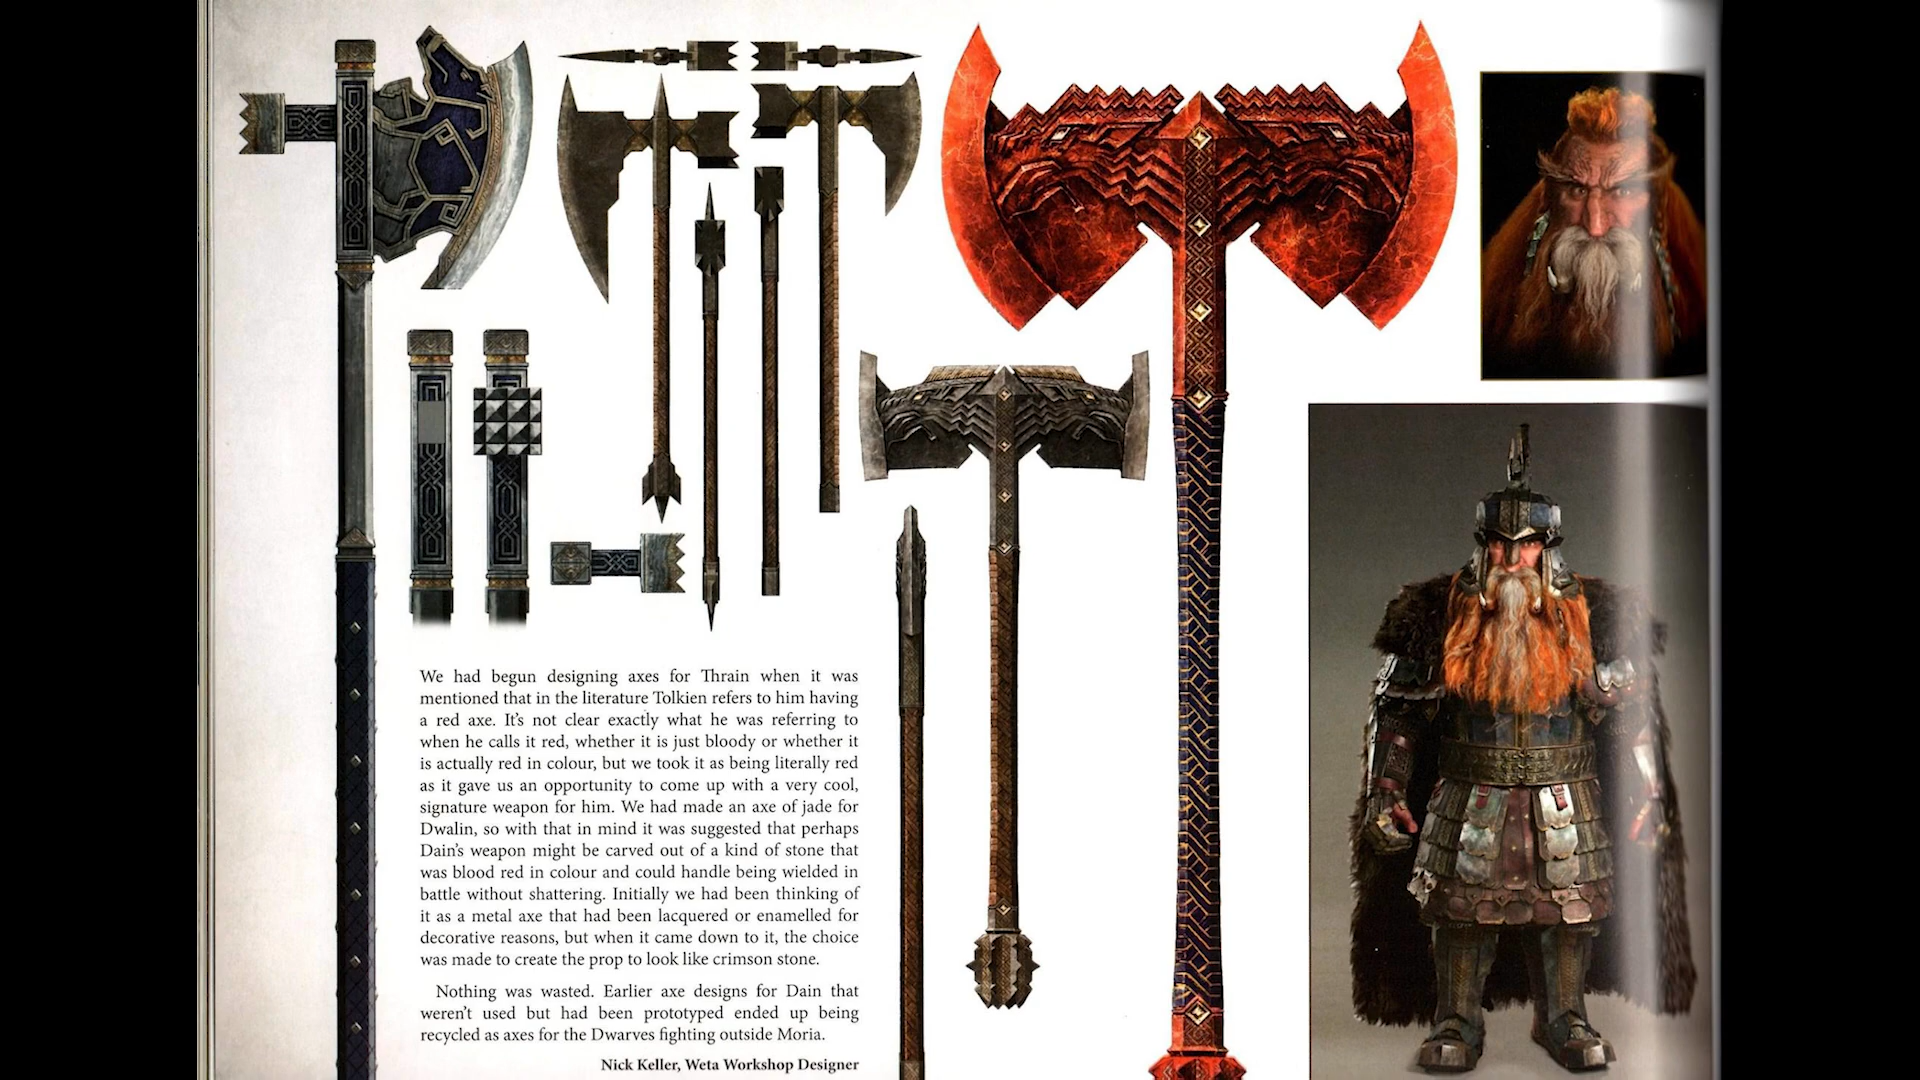 We had begun designing axes for Thrain when it was
mentioned that in the literature Tolkien refers to him having
a red axe. It's not clear exactly what he was referring to
when he calls it red, whether it is just bloody or whether it
is actually red in colour, but we took it as being literally red
as it gave us an opportunity to come up with a very cool,
signature weapon for him. We had made an axe of jade for
Dwalin, so with that in mind it was suggested that perhaps
Dain's weapon might be carved out of a kind of stone that
was blood red in colour and could handle being wielded in
battle without shattering. Initially we had been thinking of
it as a metal axe that had been lacquered or enamelled for
decorative reasons, but when it came down to it, the choice
was made to create the prop to look like crimson stone.
Nothing was wasted. Earlier axe designs for Dain that
weren't used but had been prototyped ended up being
recycled as axes for the Dwarves fighting outside Moria.
Nick Keller, Weta Workshop Designer